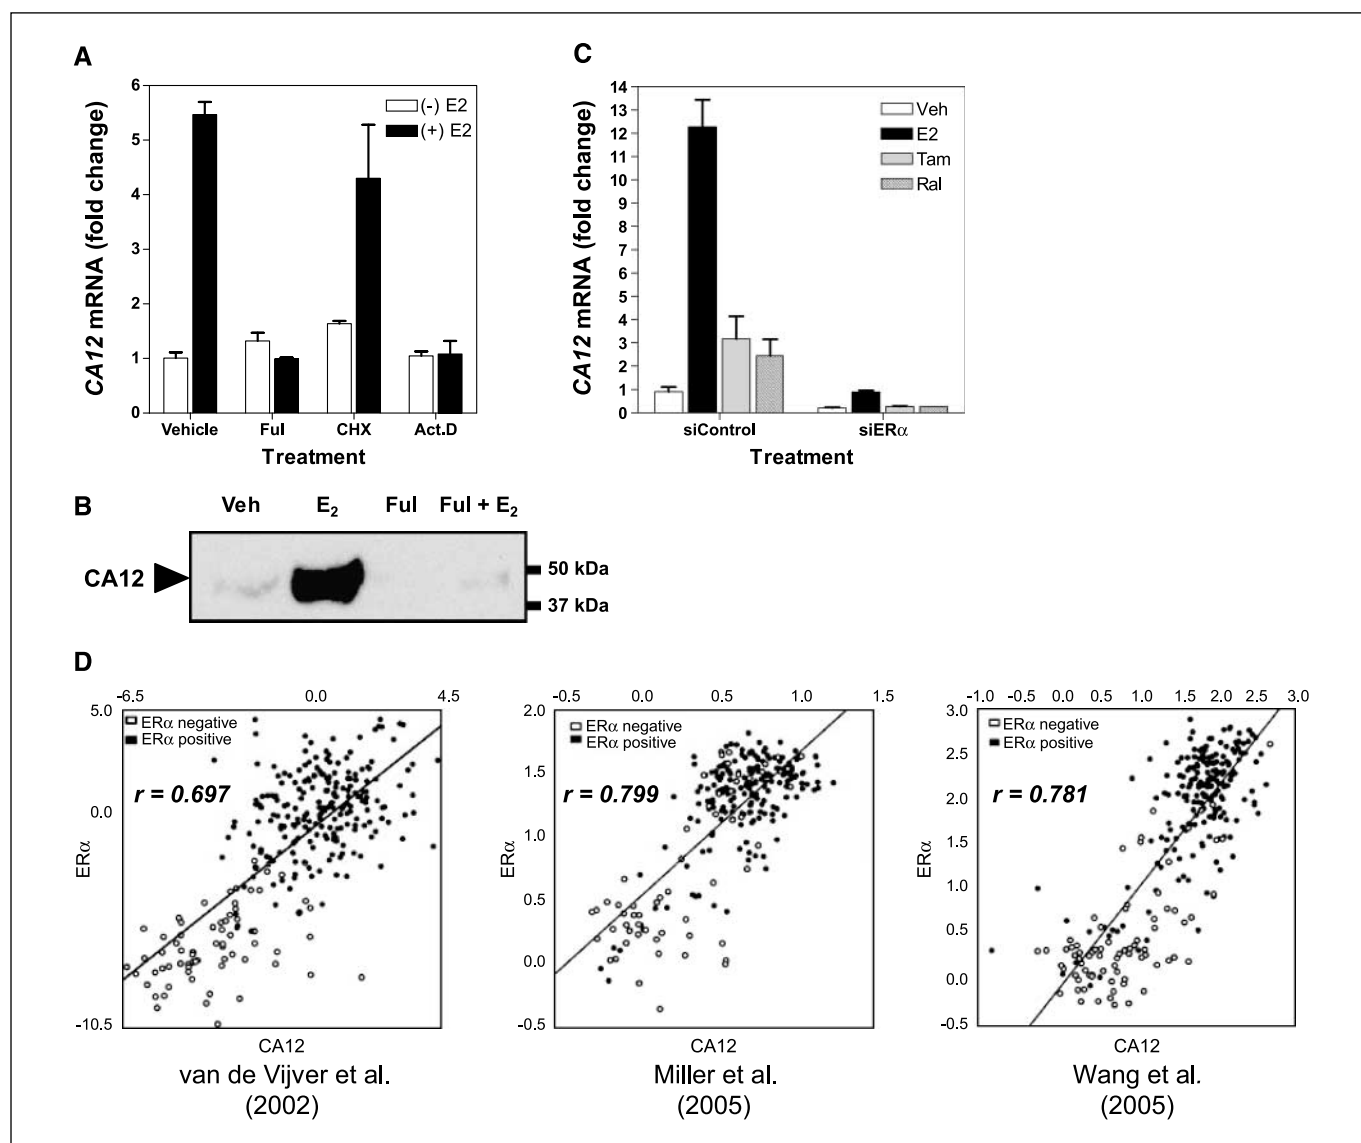 A
CA12 mRNA (fold change)
6
5
4
3
2
1
0
(-) E2
(+) E2
Vehicle Ful CHX Act.D
Treatment
C
CA12 mRNA (fold change)
14
13
12
11
10
9
8
7
6
5
4
3
2
1
0
Veh
E2
Tam
Ral
siControl siERα
Treatment
B
Veh E₂ Ful Ful + E₂
CA12
50 kDa
37 kDa
D
-6.5 0.0 4.5
5.0
0.0
-10.5
ERα
ERα negative
ERα positive
r = 0.697
CA12
van de Vijver et al.
(2002)
-0.5 0.0 0.5 1.0 1.5
2.0
1.5
1.0
0.5
0.0
-0.5
ERα
ERα negative
ERα positive
r = 0.799
CA12
Miller et al.
(2005)
-1.0 -0.5 0.0 0.5 1.0 1.5 2.0 3.0
3.0
2.5
2.0
1.5
1.0
0.5
0.0
-0.5
ERα
ERα negative
ERα positive
r = 0.781
CA12
Wang et al.
(2005)